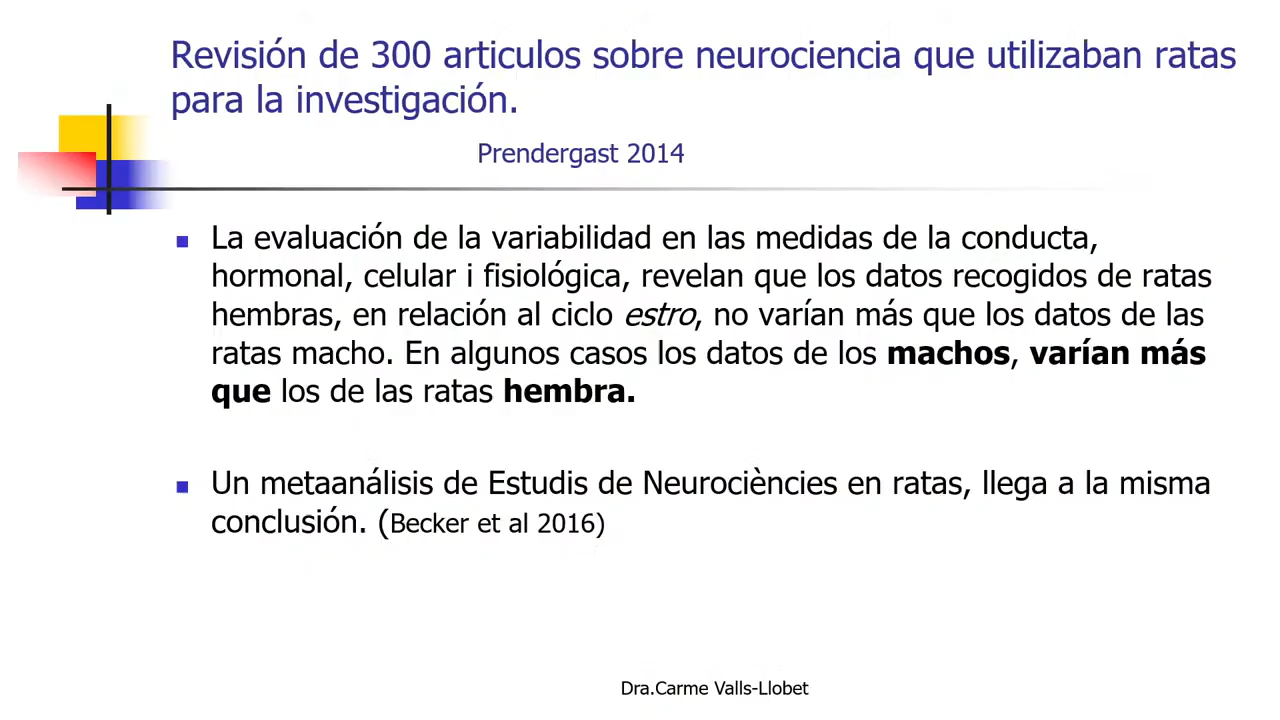 Revisión de 300 articulos sobre neurociencia que utilizaban ratas
para la investigación.
Prendergast 2014
La evaluación de la variabilidad en las medidas de la conducta,
hormonal, celular i fisiológica, revelan que los datos recogidos de ratas
hembras, en relación al ciclo estro, no varían más que los datos de las
ratas macho. En algunos casos los datos de los machos, varían más
que los de las ratas hembra.
Un metaanálisis de Estudis de Neurociències en ratas, llega a la misma
conclusión. (Becker et al 2016)
Dra.Carme Valls-Llobet